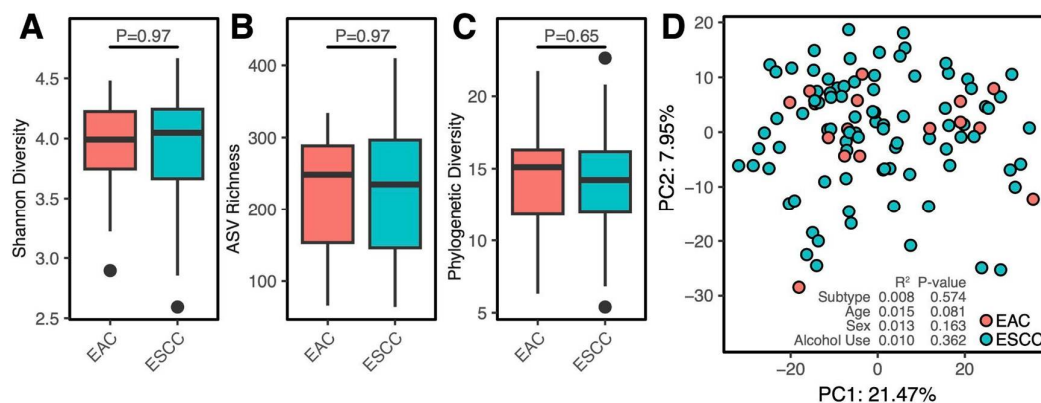 A
P=0.97
Shannon Diversity
4.5
4.0
3.5
3.0
2.5
EAC
ESCC
B
P=0.97
ASV Richness
400
300
200
100
EAC
ESCC
C
P=0.65
Phylogenetic Diversity
20
15
10
5
EAC
ESCC
D
PC2: 7.95%
20
10
0
−10
−20
−30
R² P-value
Subtype 0.008 0.574
Age 0.015 0.081
Sex 0.013 0.163
Alcohol Use 0.010 0.362
EAC
ESCC
−20 0 20
PC1: 21.47%